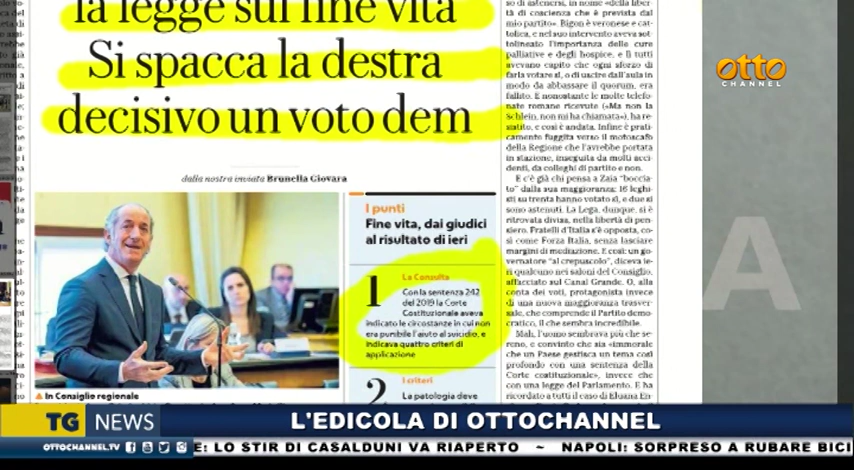 la legge sul fine vita
Si spacca la destra
decisivo un voto dem
dalla nostra inviata Brunella Giovara
I punti
Fine vita, dai giudici
al risultato di ieri
1
La Consulta
Con la sentenza 242
del 2019 la Corte
Costituzionale aveva
indicato le circostanze in cui non
era punibile l'aiuto al suicidio, e
indicava quattro criteri di
applicazione
2
I criteri
La patologia deve
In Consiglio regionale
so di astenersi, in nome «della liber-
tà di coscienza che è prevista dal
mio partito». Bigon è veronese e cat-
tolica, e nel suo intervento aveva sot-
tolineato l'importanza delle cure
palliative e degli hospice, e lì tutti
avevano capito che ogni sforzo di
farla votare sì, o di uscire dall'aula in
modo da abbassare il quorum, era
fallito. E nonostante le molte telefo-
nate romane ricevute («Ma non la
Schlein, non mi ha chiamata»), ha re-
sistito, e così è andata. Infine è prati-
camente fuggita verso il motoscafo
della Regione che l'avrebbe portata
in stazione, inseguita da molti acci-
denti, da colleghi di partito e non.
E c'è già chi pensa a Zaia "boccia-
to" dalla sua maggioranza: 16 leghi-
sti su trenta hanno votato sì, e due si
sono astenuti. La Lega, dunque, si è
ritrovata divisa, nella libertà di pen-
siero. Fratelli d'Italia s'è opposta, co-
sì come Forza Italia, senza lasciare
margini di mediazione. E così: un go-
vernatore "al crepuscolo", diceva ie-
ri qualcuno nei saloni del Consiglio,
affacciato sul Canal Grande. O, alla
conta dei voti, protagonista invece
di una nuova maggioranza trasver-
sale, che comprende il Partito demo-
cratico, il che sembra incredibile.
Mah, l'uomo sembrava più che se-
reno, e convinto che sia «immorale
che un Paese gestisca un tema così
profondo con una sentenza della
Corte costituzionale», invece che
con una legge del Parlamento. E ha
ricordato a tutti il caso di Eluana En-
otto
CHANNEL
A
TG NEWS
L'EDICOLA DI OTTOCHANNEL
OTTOCHANNEL.TV
E: LO STIR DI CASALDUNI VA RIAPERTO ~ NAPOLI: SORPRESO A RUBARE BICI